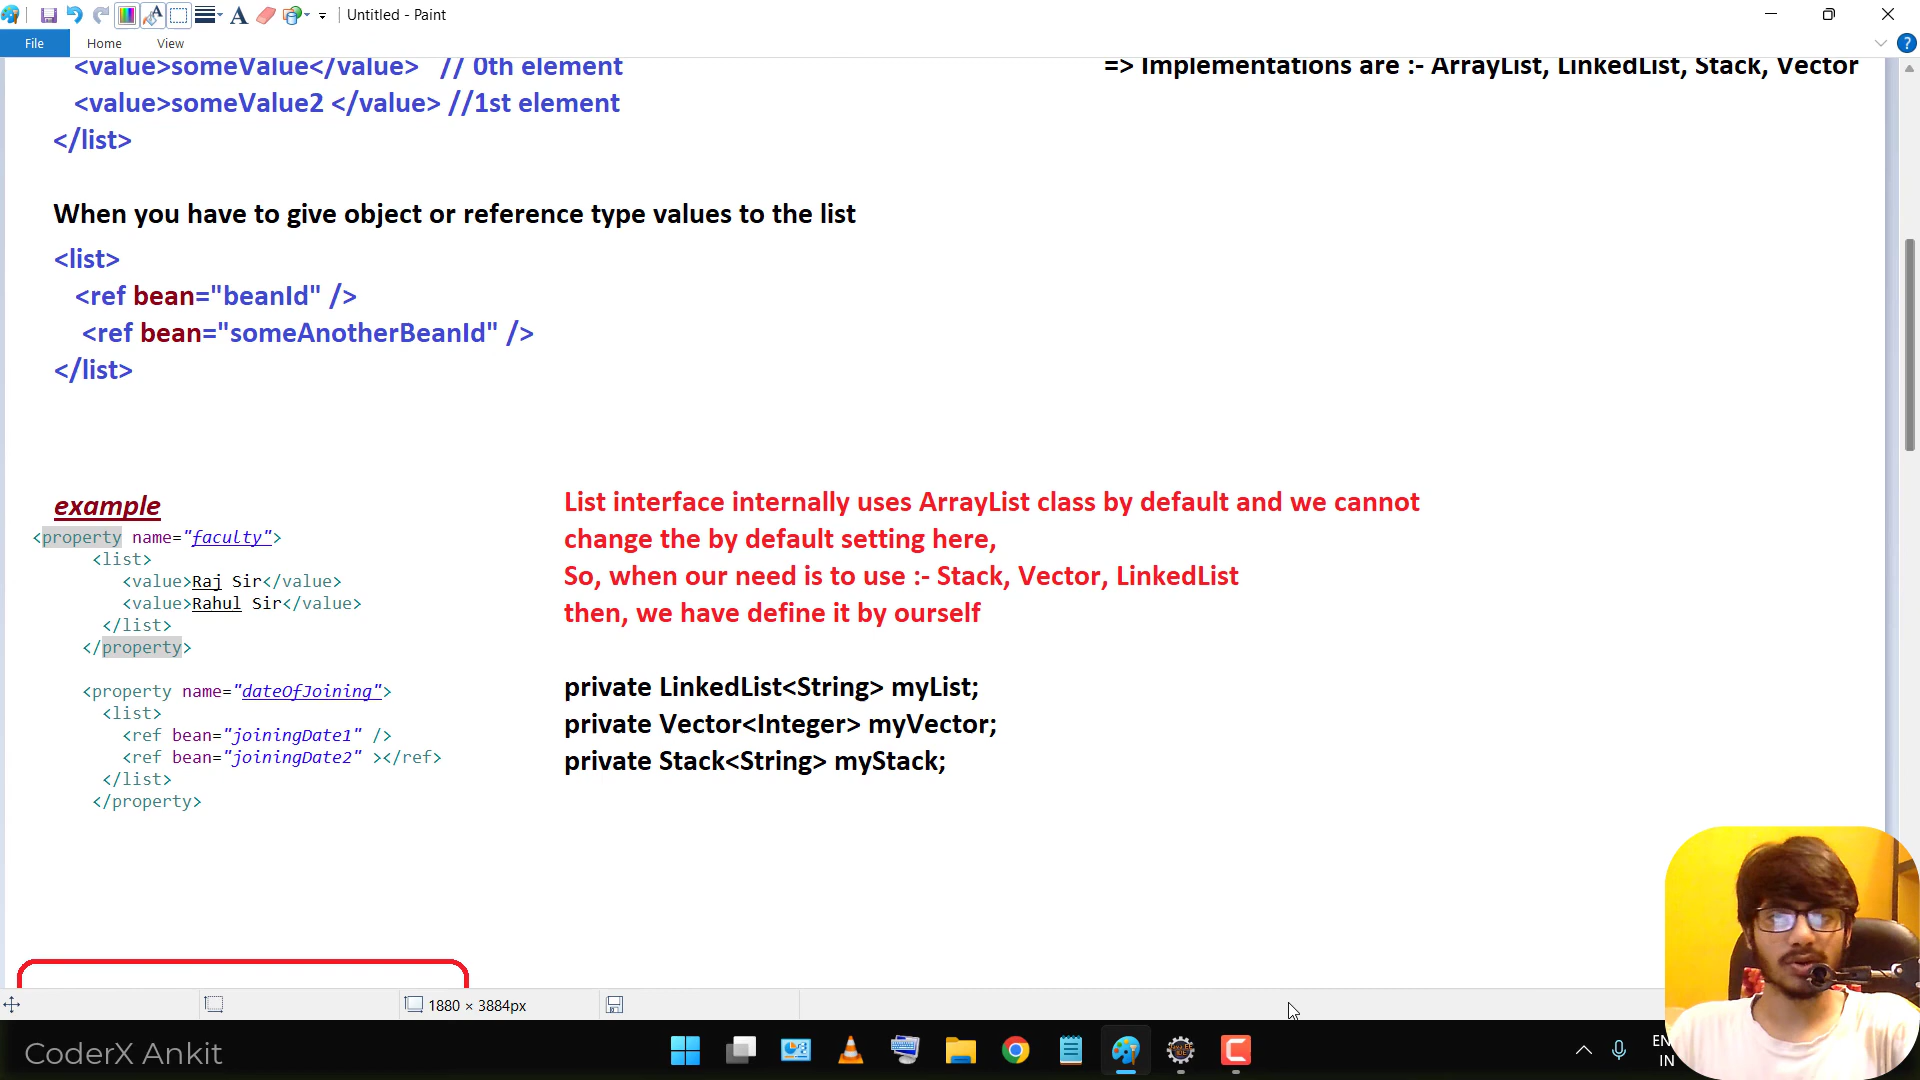 Untitled - Paint
File
Home
View
<value>someValue</value>   // 0th element
=> Implementations are :- ArrayList, LinkedList, Stack, Vector
<value>someValue2 </value> //1st element
</list>
When you have to give object or reference type values to the list
<list>
<ref bean="beanId" />
<ref bean="someAnotherBeanId" />
</list>
example
<property name="faculty">
<list>
<value>Raj Sir</value>
<value>Rahul Sir</value>
</list>
</property>
<property name="dateOfJoining">
<list>
<ref bean="joiningDate1" />
<ref bean="joiningDate2" ></ref>
</list>
</property>
List interface internally uses ArrayList class by default and we cannot
change the by default setting here,
So, when our need is to use :- Stack, Vector, LinkedList
then, we have define it by ourself
private LinkedList<String> myList;
private Vector<Integer> myVector;
private Stack<String> myStack;
1880 × 3884px
CoderX Ankit
IN